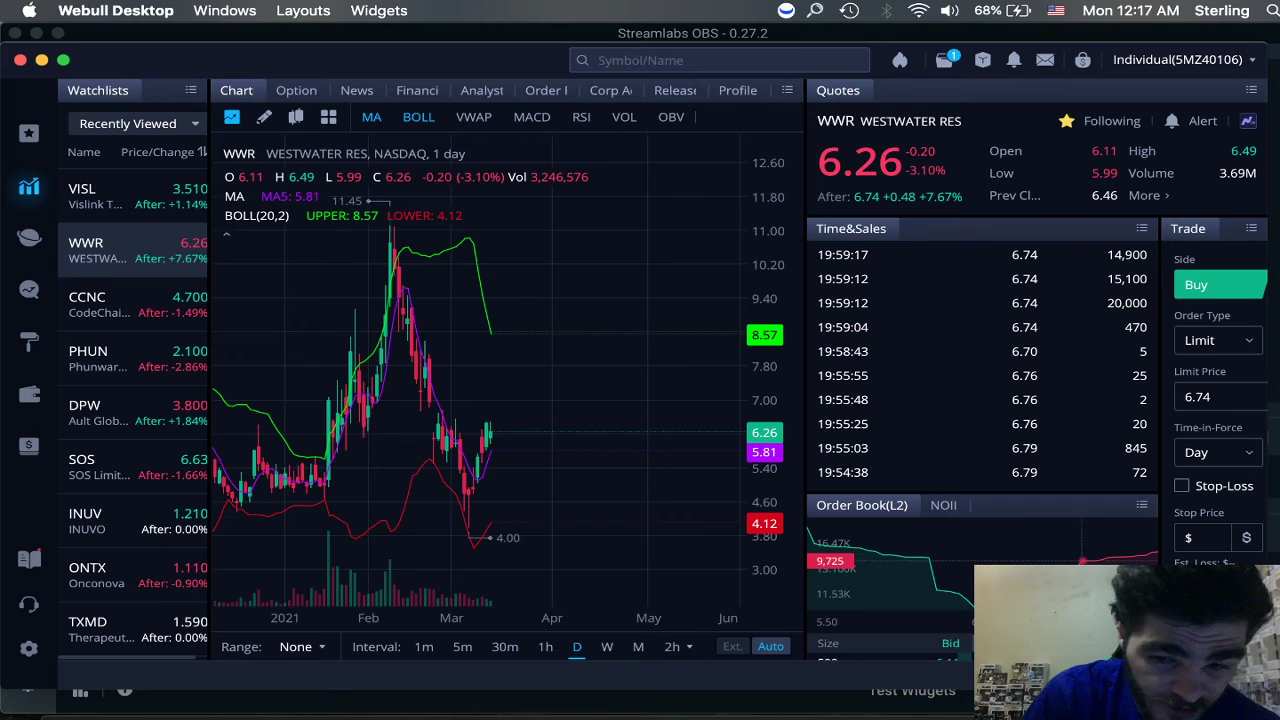 Webull Desktop Windows Layouts Widgets 68% Mon 12:17 AM Sterling
Streamlabs OBS - 0.27.2
Symbol/Name 1 Individual(5MZ40106)
Watchlists
Recently Viewed
Name Price/Change
VISL 3.510
Vislink T... After: +1.14%
WWR 6.26
WESTWA... After: +7.67%
CCNC 4.700
CodeChai... After: -1.49%
PHUN 2.100
Phunwar... After: -2.86%
DPW 3.800
Ault Glob... After: +1.84%
SOS 6.63
SOS Limit... After: -1.66%
INUV 1.210
INUVO After: 0.00%
ONTX 1.110
Onconova After: -0.90%
TXMD 1.590
Therapeut... After: 0.00%
Chart Option News Financi Analyst Order I Corp A Release Profile
MA BOLL VWAP MACD RSI VOL OBV
WWR WESTWATER RES, NASDAQ, 1 day
O 6.11 H 6.49 L 5.99 C 6.26 -0.20 (-3.10%) Vol 3,246,576
MA MA5: 5.81
11.45
BOLL(20,2) UPPER: 8.57 LOWER: 4.12
12.60
11.80
11.00
10.20
9.40
8.57
7.80
7.00
6.26
5.81
5.40
4.60
4.12
3.80
3.00
4.00
2021 Feb Mar Apr May Jun
Range: None Interval: 1m 5m 30m 1h D W M 2h Ext. Auto
Quotes
WWR WESTWATER RES Following Alert
6.26 -0.20
-3.10%
After: 6.74 +0.48 +7.67%
Open 6.11 High 6.49
Low 5.99 Volume 3.69M
Prev Cl... 6.46 More
Time&Sales
19:59:17 6.74 14,900
19:59:12 6.74 15,100
19:59:12 6.74 20,000
19:59:04 6.74 470
19:58:43 6.70 5
19:55:55 6.76 25
19:55:48 6.76 2
19:55:25 6.76 20
19:55:03 6.79 845
19:54:38 6.79 72
Order Book(L2) NOII
16.47K
9,725
11.53K
5.50
Size Bid
Trade
Side
Buy
Order Type
Limit
Limit Price
6.74
Time-in-Force
Day
Stop-Loss
Stop Price
$ $
Est. Loss: $--
Test Widgets